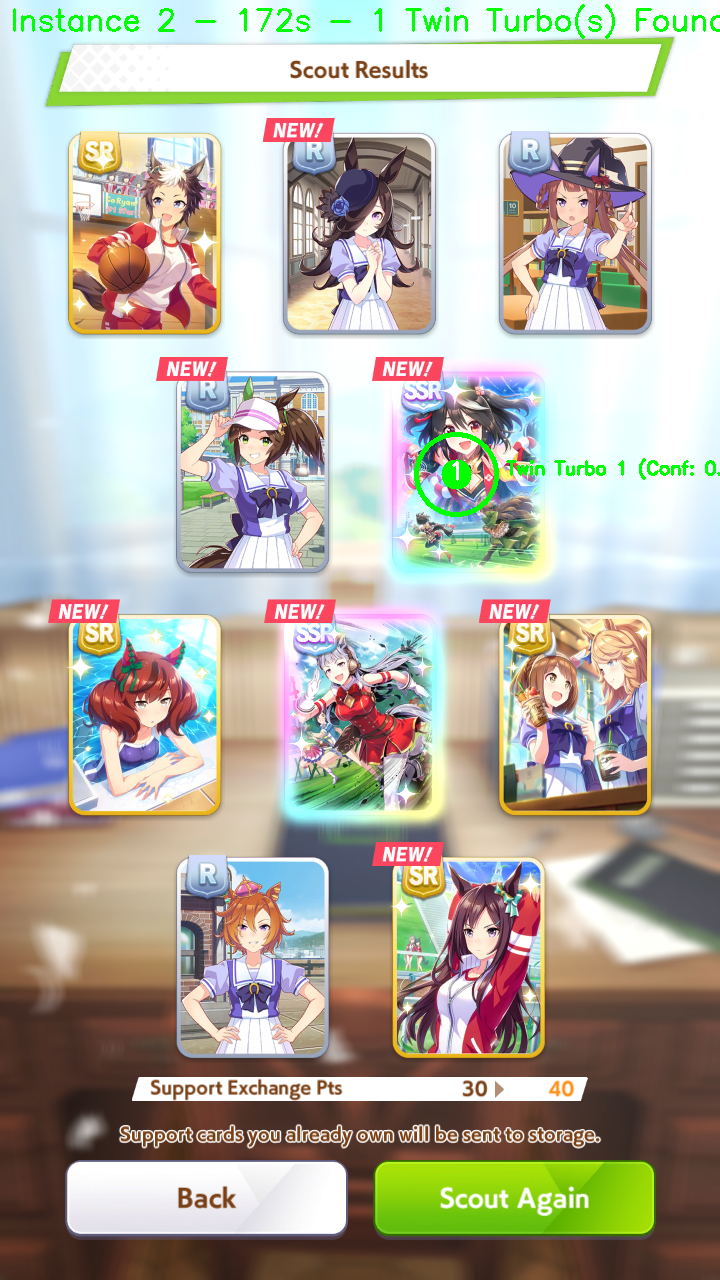 Instance 2 - 172s - 1 Twin Turbo(s) Found
Scout Results
SR
NEW!
R
R
NEW!
R
NEW!
SSR
1
Twin Turbo 1 (Conf: 0.
NEW!
SR
NEW!
SSR
NEW!
SR
R
NEW!
SR
Support Exchange Pts 30 40
Support cards you already own will be sent to storage.
Back
Scout Again